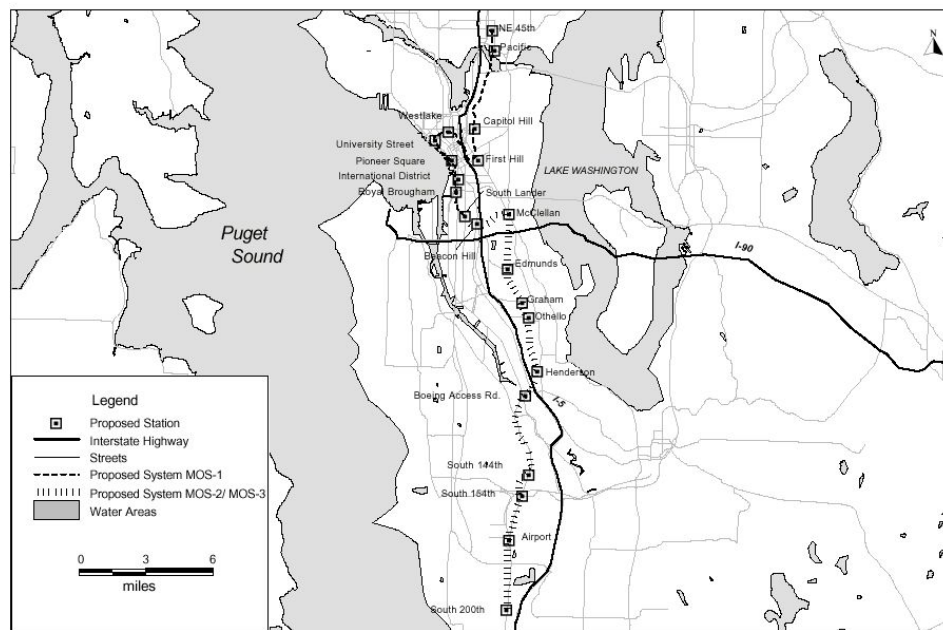 NE 45th
Pacific
N
Westlake
Capitol Hill
University Street
Pioneer Square
First Hill
LAKE WASHINGTON
International District
Royal Brougham
South Lander
McClellan
Puget
Sound
I-90
Beacon Hill
Edmunds
Graham
Othello
Henderson
Boeing Access Rd.
I-5
South 144th
South 154th
Airport
South 200th
Legend
Proposed Station
Interstate Highway
Streets
Proposed System MOS-1
Proposed System MOS-2/ MOS-3
Water Areas
0 3 6
miles